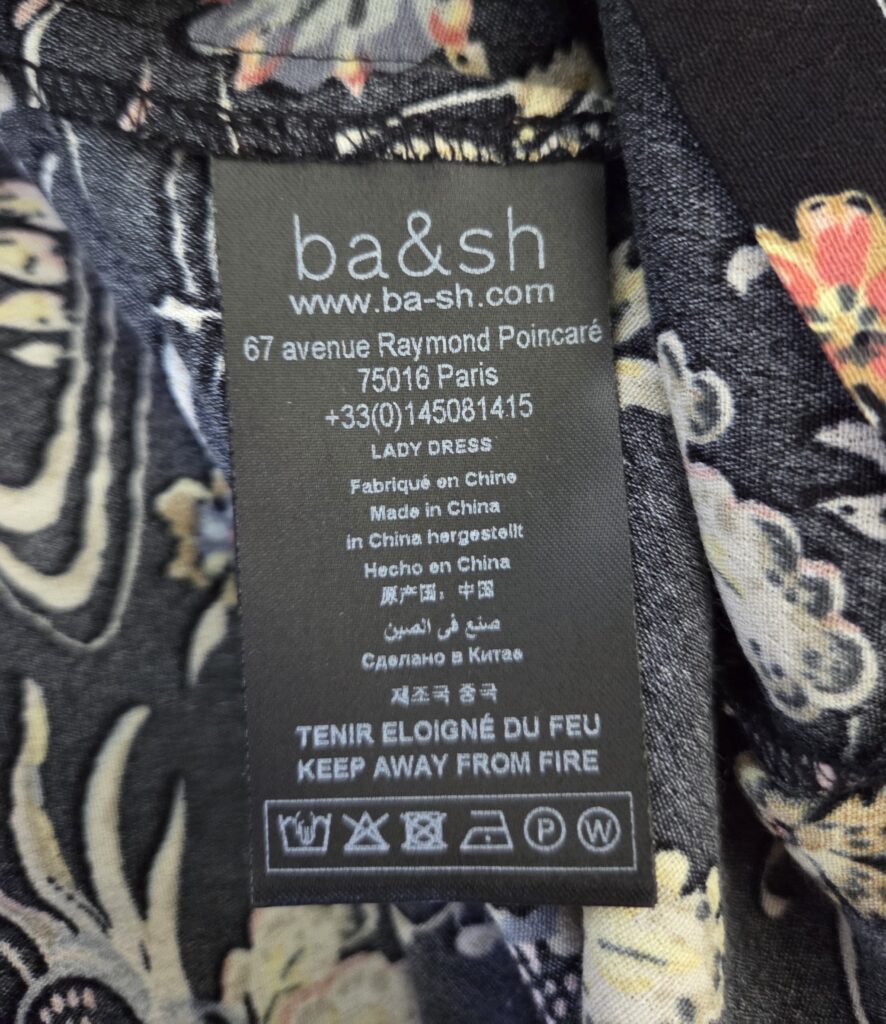 ba&sh
www.ba-sh.com
67 avenue Raymond Poincaré
75016 Paris
+33(0)145081415
LADY DRESS
Fabriqué en Chine
Made in China
in China hergestellt
Hecho en China
原产国：中国
صنع في الصين
Сделано в Китае
제조국 중국
TENIR ELOIGNÉ DU FEU
KEEP AWAY FROM FIRE
P W